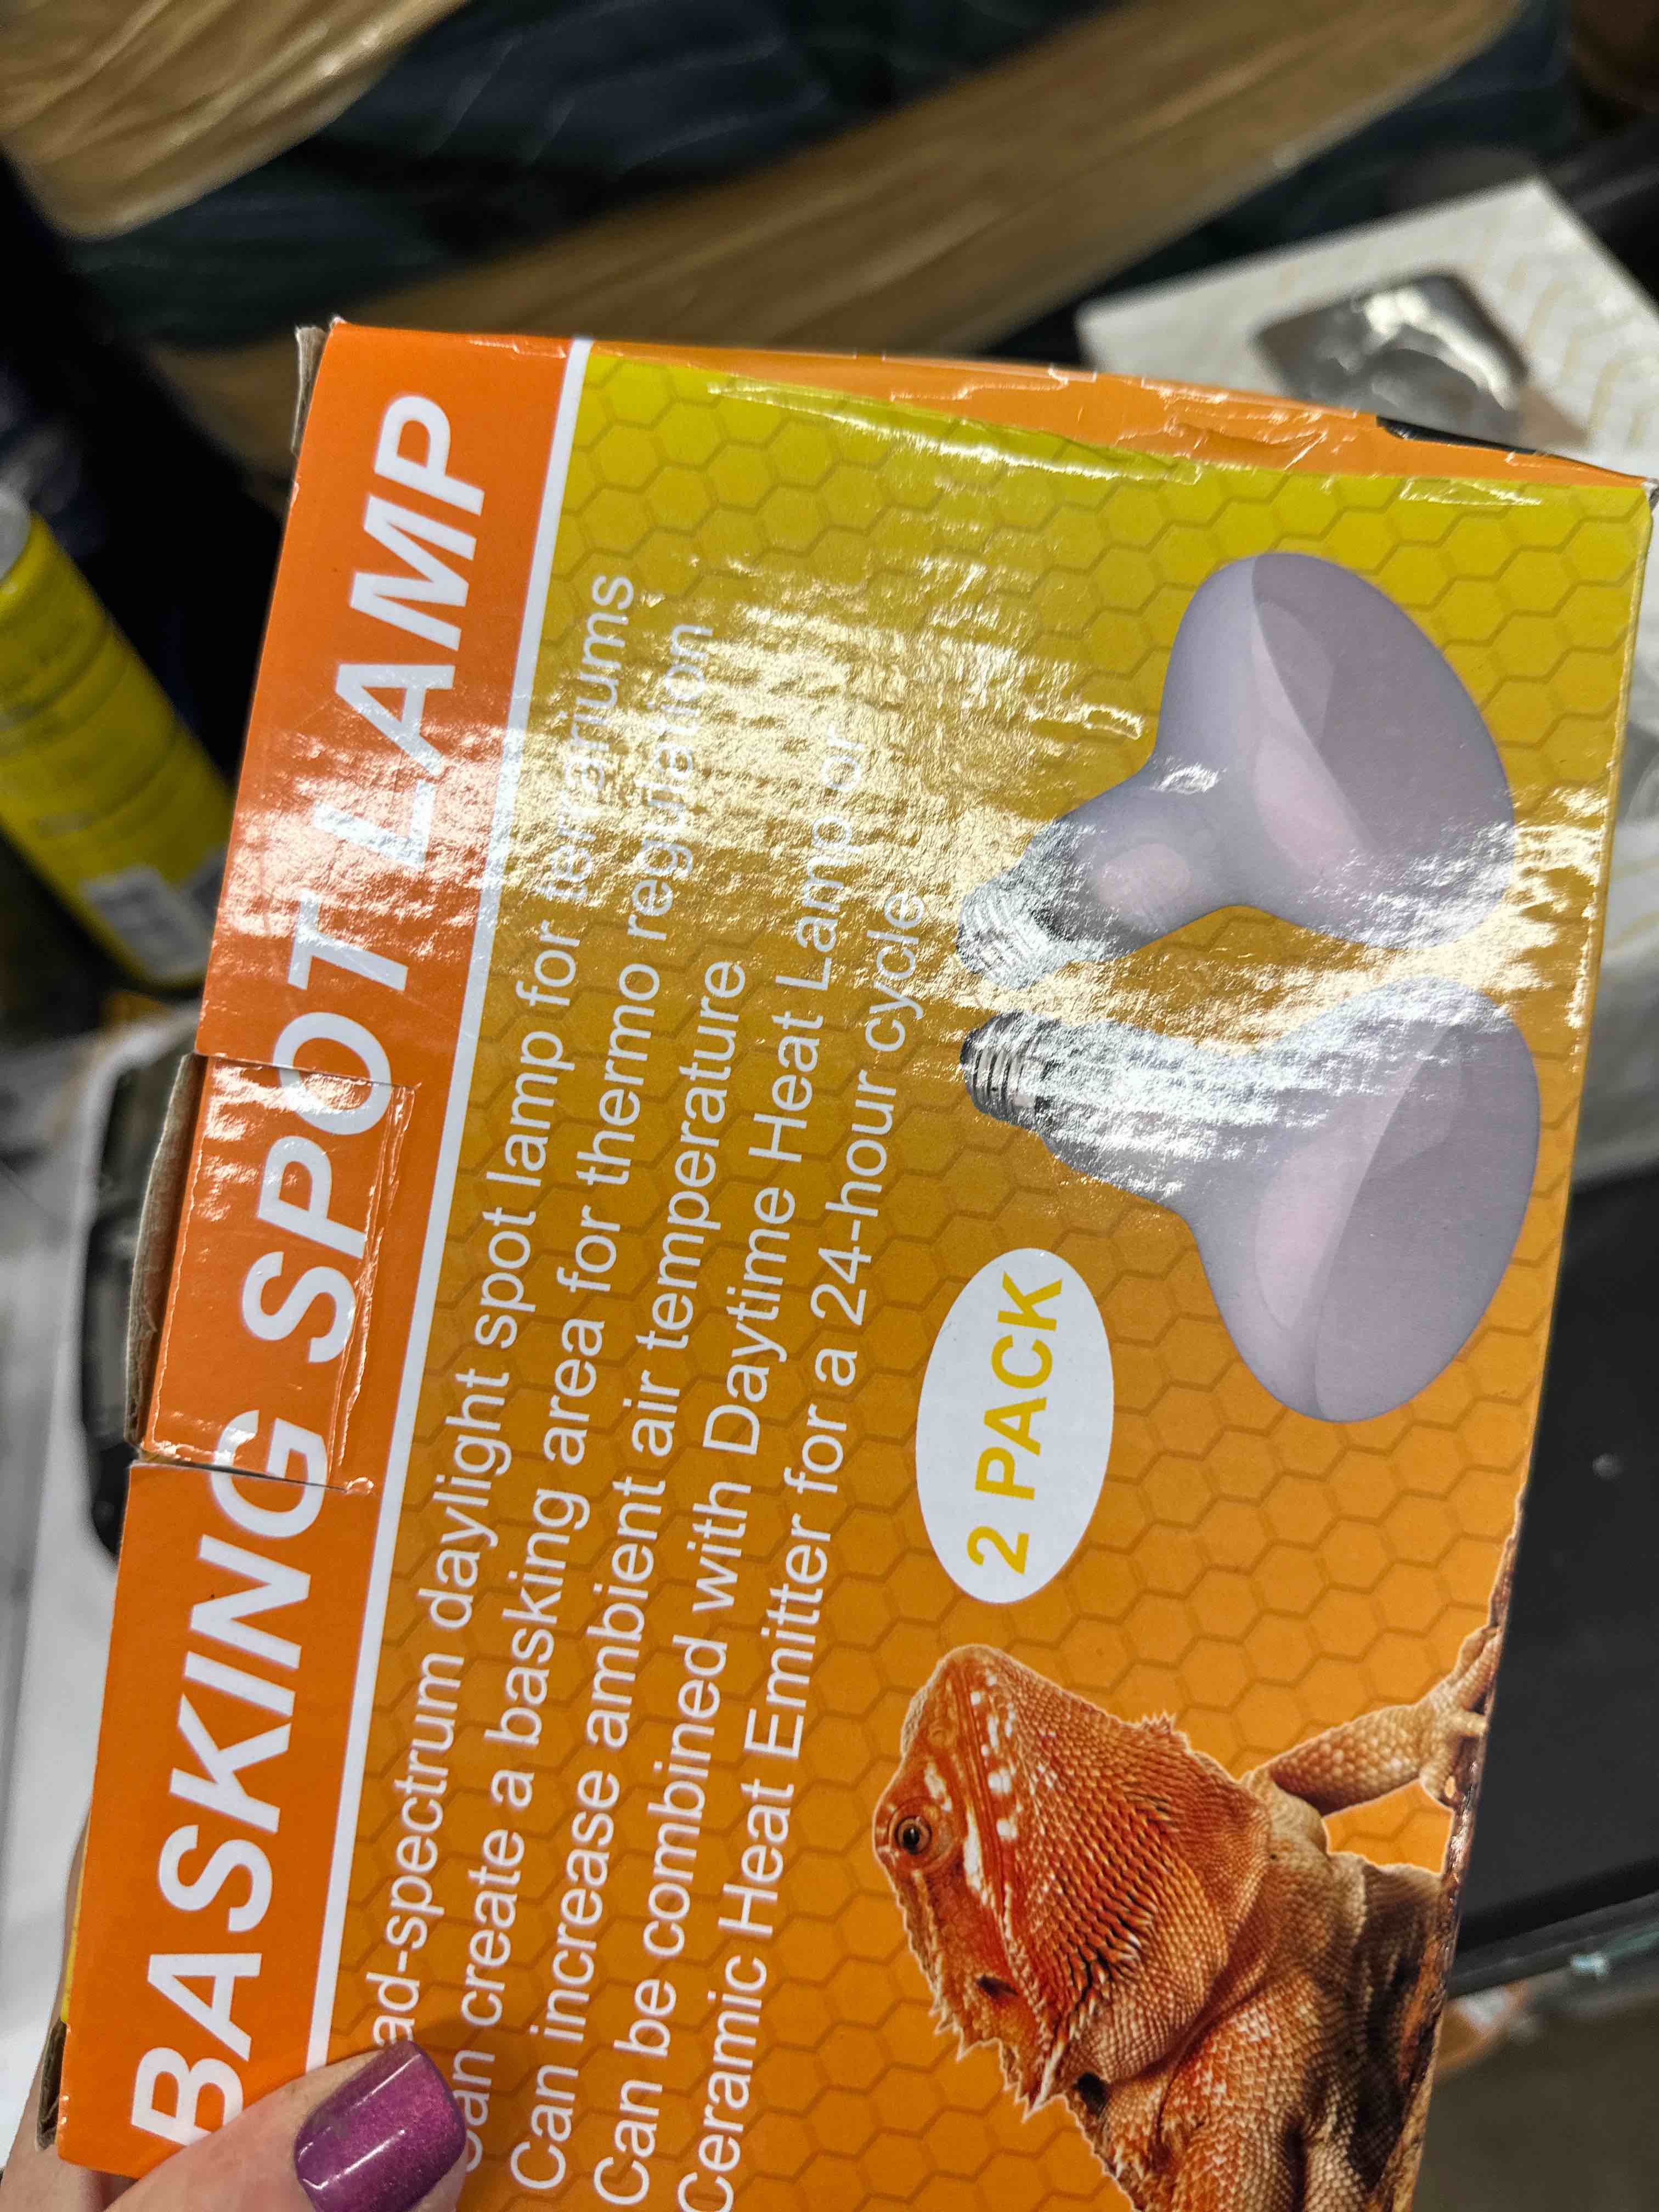 BASKING SPOT LAMP
ad-spectrum daylight spot lamp for terrariums
an create a basking area for thermo regulation
Can increase ambient air temperature
Can be combined with Daytime Heat Lamp or
Ceramic Heat Emitter for a 24-hour cycle
2 PACK